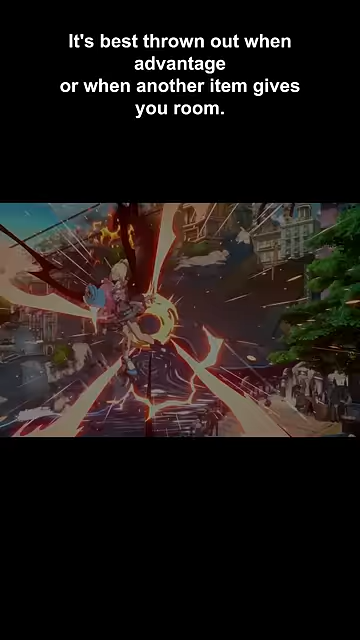 It's best thrown out when
advantage
or when another item gives
you room.